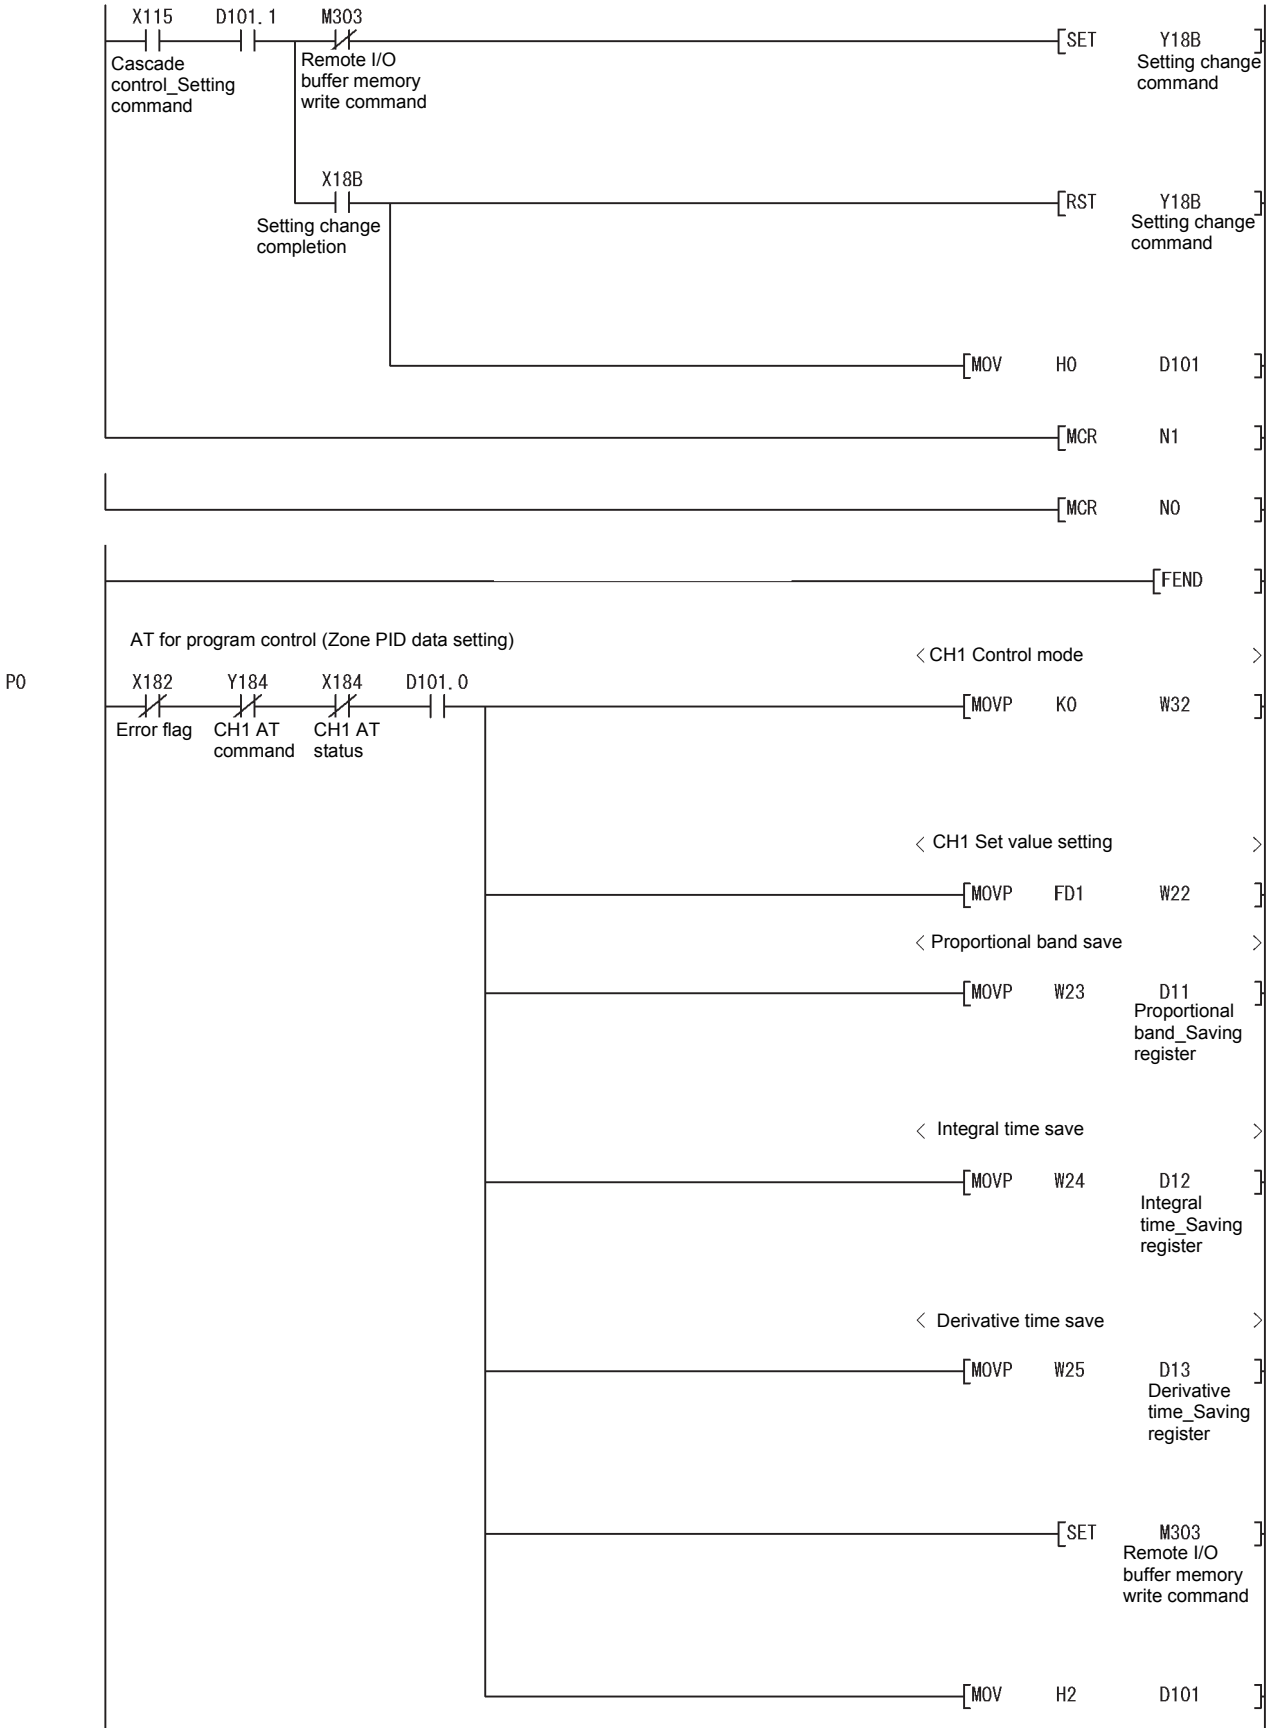 X115 D101.1 M303
[SET Y18B]
Cascade
control_Setting
command
Remote I/O
buffer memory
write command
Setting change
command
X18B
[RST Y18B]
Setting change
completion
Setting change
command
[MOV H0 D101]
[MCR N1]
[MCR N0]
[FEND]
AT for program control (Zone PID data setting)
< CH1 Control mode >
P0 X182 Y184 X184 D101.0
[MOVP K0 W32]
Error flag
CH1 AT
command
CH1 AT
status
< CH1 Set value setting >
[MOVP FD1 W22]
< Proportional band save >
[MOVP W23 D11]
Proportional
band_Saving
register
< Integral time save >
[MOVP W24 D12]
Integral
time_Saving
register
< Derivative time save >
[MOVP W25 D13]
Derivative
time_Saving
register
[SET M303]
Remote I/O
buffer memory
write command
[MOV H2 D101]